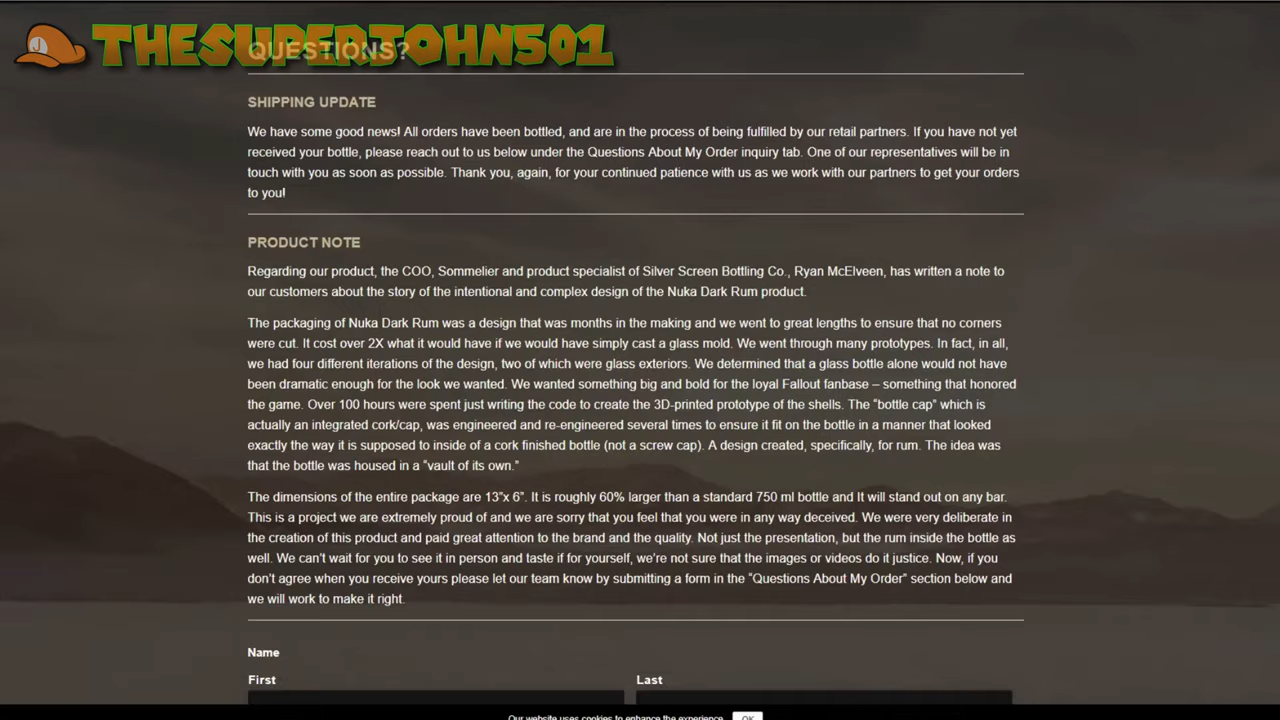 THESUPERJOHN501
QUESTIONS?
SHIPPING UPDATE
We have some good news! All orders have been bottled, and are in the process of being fulfilled by our retail partners. If you have not yet
received your bottle, please reach out to us below under the Questions About My Order inquiry tab. One of our representatives will be in
touch with you as soon as possible. Thank you, again, for your continued patience with us as we work with our partners to get your orders
to you!
PRODUCT NOTE
Regarding our product, the COO, Sommelier and product specialist of Silver Screen Bottling Co., Ryan McElveen, has written a note to
our customers about the story of the intentional and complex design of the Nuka Dark Rum product.
The packaging of Nuka Dark Rum was a design that was months in the making and we went to great lengths to ensure that no corners
were cut. It cost over 2X what it would have if we would have simply cast a glass mold. We went through many prototypes. In fact, in all,
we had four different iterations of the design, two of which were glass exteriors. We determined that a glass bottle alone would not have
been dramatic enough for the look we wanted. We wanted something big and bold for the loyal Fallout fanbase – something that honored
the game. Over 100 hours were spent just writing the code to create the 3D-printed prototype of the shells. The “bottle cap” which is
actually an integrated cork/cap, was engineered and re-engineered several times to ensure it fit on the bottle in a manner that looked
exactly the way it is supposed to inside of a cork finished bottle (not a screw cap). A design created, specifically, for rum. The idea was
that the bottle was housed in a “vault of its own.”
The dimensions of the entire package are 13”x 6”. It is roughly 60% larger than a standard 750 ml bottle and It will stand out on any bar.
This is a project we are extremely proud of and we are sorry that you feel that you were in any way deceived. We were very deliberate in
the creation of this product and paid great attention to the brand and the quality. Not just the presentation, but the rum inside the bottle as
well. We can’t wait for you to see it in person and taste if for yourself, we’re not sure that the images or videos do it justice. Now, if you
don’t agree when you receive yours please let our team know by submitting a form in the “Questions About My Order” section below and
we will work to make it right.
Name
First Last
Our website uses cookies to enhance the experience. OK